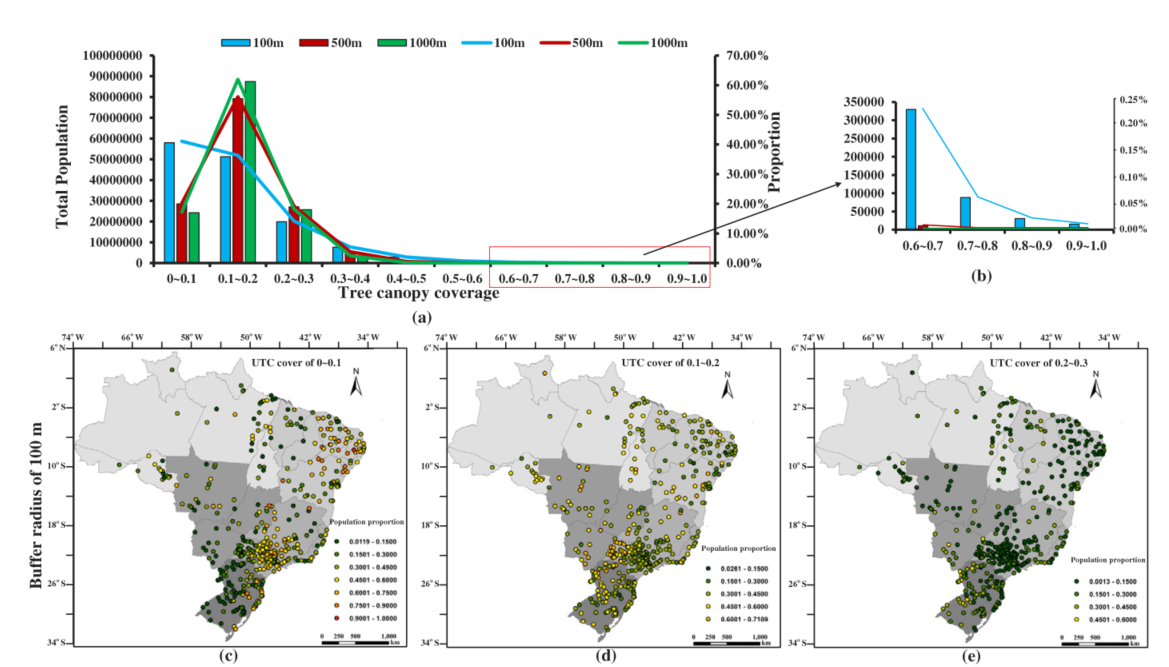 100m 500m 1000m 100m 500m 1000m
100000000
90000000
80000000
70000000
60000000
50000000
40000000
30000000
20000000
10000000
0
Total Population
70.00%
60.00%
50.00%
40.00%
30.00%
20.00%
10.00%
0.00%
Proportion
0~0.1 0.1~0.2 0.2~0.3 0.3~0.4 0.4~0.5 0.5~0.6 0.6~0.7 0.7~0.8 0.8~0.9 0.9~1.0
Tree canopy coverage
(a)
350000
300000
250000
200000
150000
100000
50000
0
0.25%
0.20%
0.15%
0.10%
0.05%
0.00%
0.6~0.7 0.7~0.8 0.8~0.9 0.9~1.0
(b)
Buffer radius of 100 m
74°W 66°W 58°W 50°W 42°W 34°W
6°N
2°S
10°S
18°S
26°S
34°S
UTC cover of 0~0.1
N
Population proportion
0.0119 - 0.1500
0.1501 - 0.3000
0.3001 - 0.4500
0.4501 - 0.6000
0.6001 - 0.7500
0.7501 - 0.9000
0.9001 - 1.0000
0 250 500 1,000
km
(c)
74°W 66°W 58°W 50°W 42°W 34°W
6°N
2°S
10°S
18°S
26°S
34°S
UTC cover of 0.1~0.2
N
Population proportion
0.0261 - 0.1500
0.1501 - 0.3000
0.3001 - 0.4500
0.4501 - 0.6000
0.6001 - 0.7109
0 250 500 1,000
km
(d)
74°W 66°W 58°W 50°W 42°W 34°W
6°N
2°S
10°S
18°S
26°S
34°S
UTC cover of 0.2~0.3
N
Population proportion
0.0013 - 0.1500
0.1501 - 0.3000
0.3001 - 0.4500
0.4501 - 0.6000
0 250 500 1,000
km
(e)